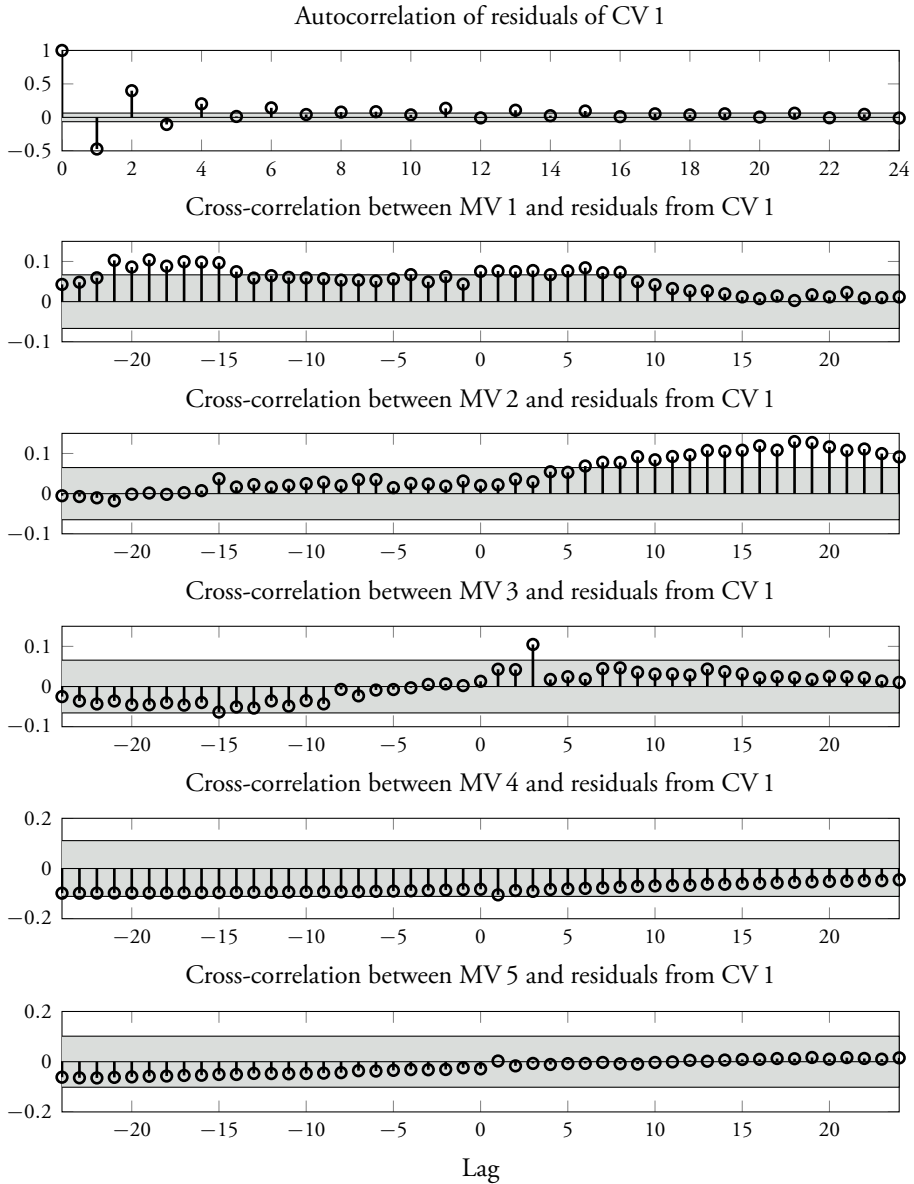 Autocorrelation of residuals of CV 1
1
0.5
0
−0.5
0 2 4 6 8 10 12 14 16 18 20 22 24
Cross-correlation between MV 1 and residuals from CV 1
0.1
0
−0.1
−20 −15 −10 −5 0 5 10 15 20
Cross-correlation between MV 2 and residuals from CV 1
0.1
0
−0.1
−20 −15 −10 −5 0 5 10 15 20
Cross-correlation between MV 3 and residuals from CV 1
0.1
0
−0.1
−20 −15 −10 −5 0 5 10 15 20
Cross-correlation between MV 4 and residuals from CV 1
0.2
0
−0.2
−20 −15 −10 −5 0 5 10 15 20
Cross-correlation between MV 5 and residuals from CV 1
0.2
0
−0.2
−20 −15 −10 −5 0 5 10 15 20
Lag